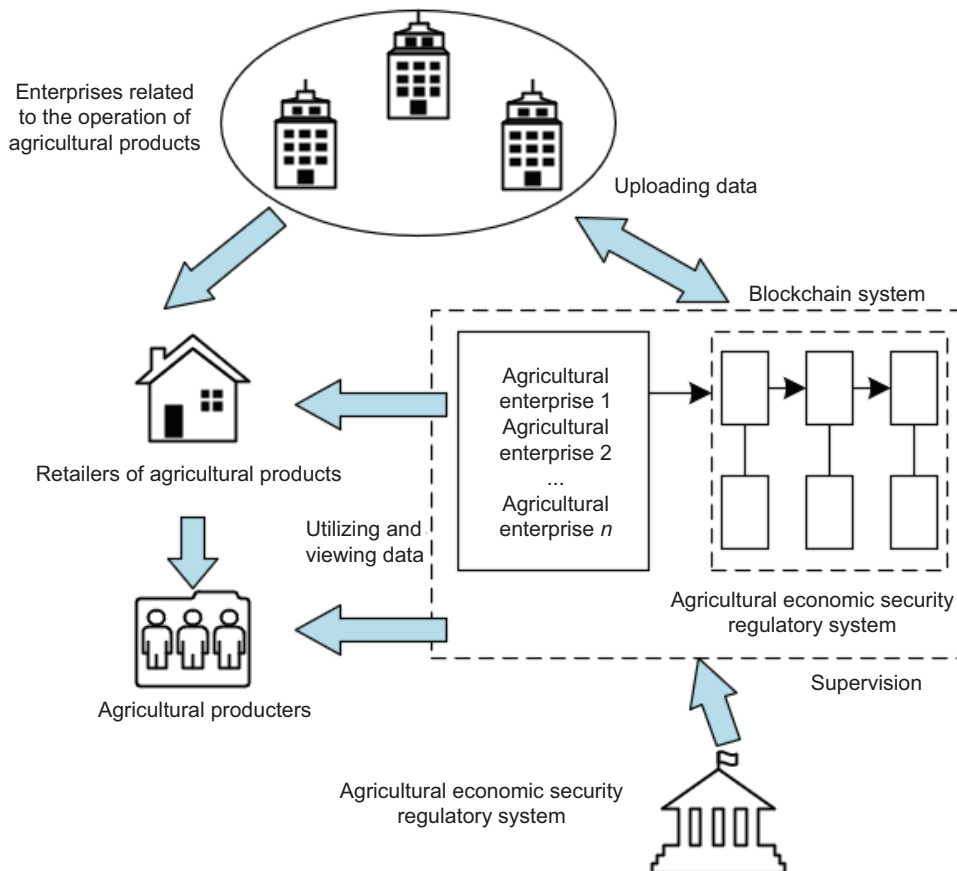 Enterprises related
to the operation of
agricultural products
Uploading data
Blockchain system
Agricultural
enterprise 1
Agricultural
enterprise 2
...
Agricultural
enterprise n
Retailers of agricultural products
Utilizing and
viewing data
Agricultural economic security
regulatory system
Agricultural producters
Supervision
Agricultural economic security
regulatory system